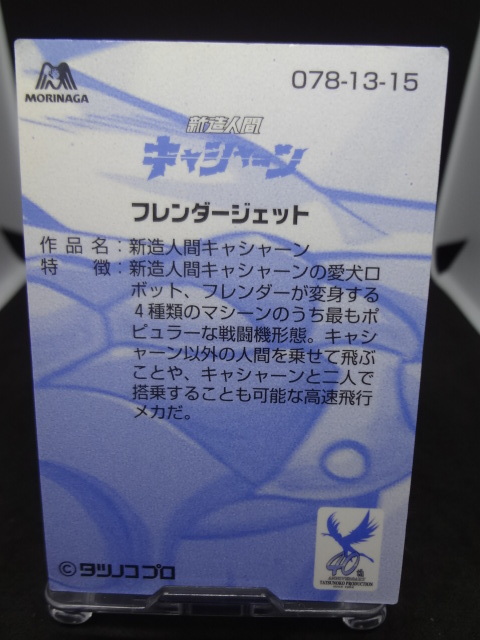 MORINAGA
078-13-15
新造人間
キャシャーン
フレンダージェット
作品名：新造人間キャシャーン
特　徴：新造人間キャシャーンの愛犬ロ
ボット、フレンダーが変身する
4種類のマシーンのうち最もポ
ピュラーな戦闘機形態。キャシ
ャーン以外の人間を乗せて飛ぶ
ことや、キャシャーンと二人で
搭乗することも可能な高速飛行
メカだ。
©タツノコプロ
40
TATSUNOKO PRODUCTION